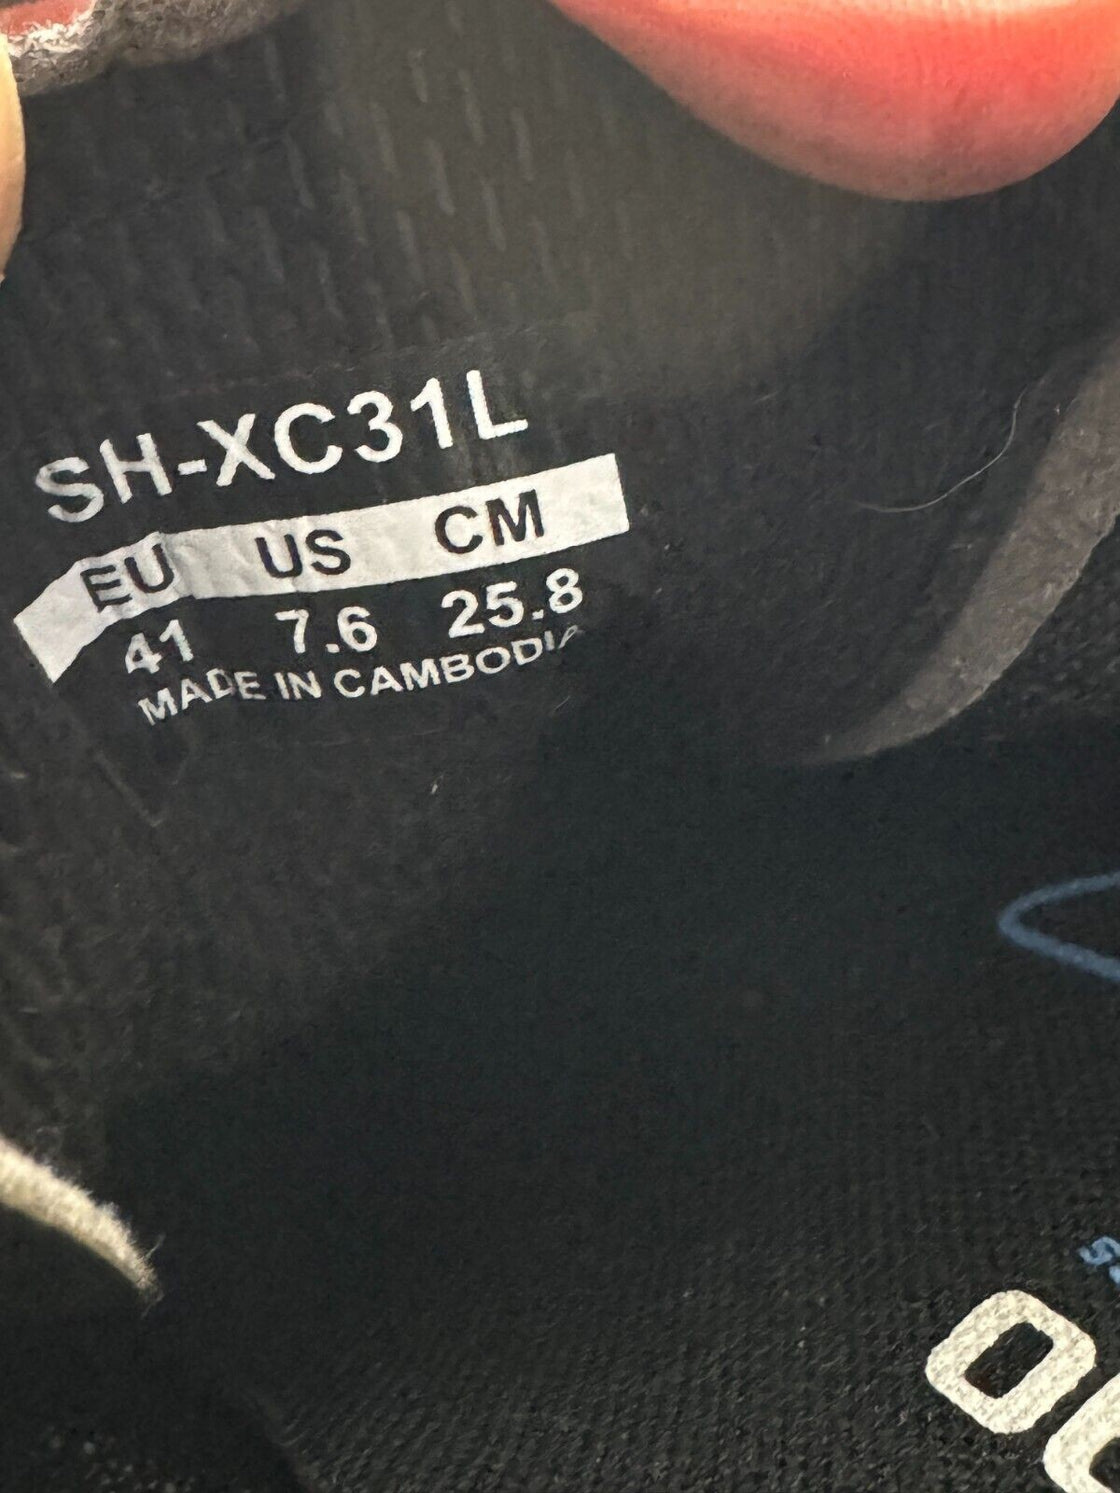 SH-XC31L
EU US CM
41 7.6 25.8
MADE IN CAMBODIA